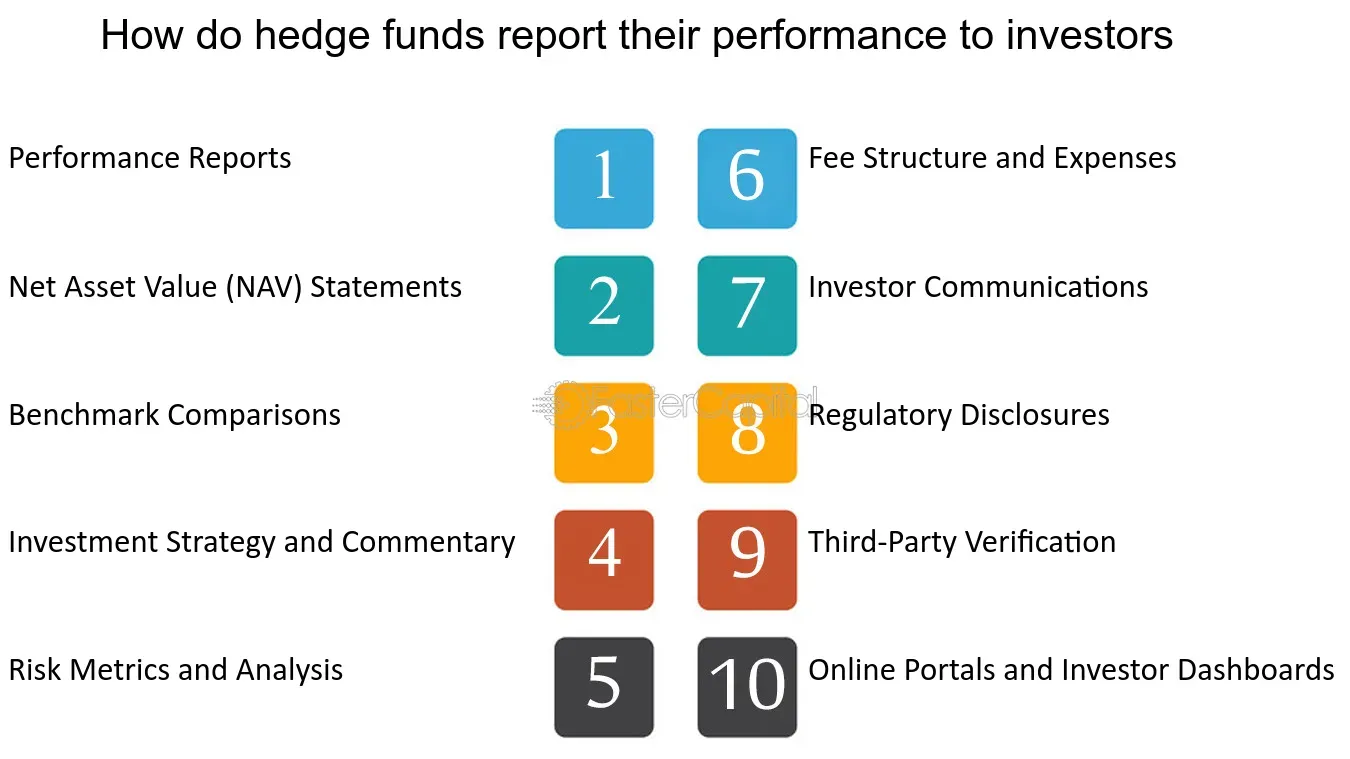 How do hedge funds report their performance to investors
Performance Reports
1
6
Fee Structure and Expenses
Net Asset Value (NAV) Statements
2
7
Investor Communications
FasterCapital
Benchmark Comparisons
3
8
Regulatory Disclosures
Investment Strategy and Commentary
4
9
Third-Party Verification
Risk Metrics and Analysis
5
10
Online Portals and Investor Dashboards